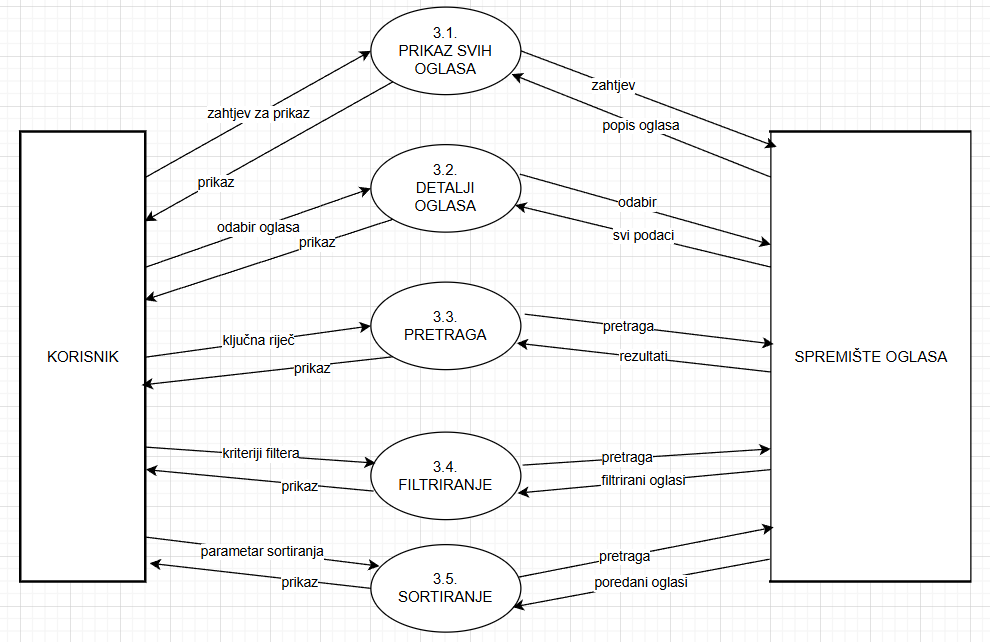 3.1.
PRIKAZ SVIH
OGLASA
zahtjev
zahtjev za prikaz
popis oglasa
prikaz
3.2.
DETALJI
OGLASA
odabir
odabir oglasa
svi podaci
prikaz
3.3.
PRETRAGA
pretraga
ključna riječ
rezultati
prikaz
KORISNIK
SPREMIŠTE OGLASA
3.4.
FILTRIRANJE
kriteriji filtera
pretraga
filtrirani oglasi
prikaz
3.5.
SORTIRANJE
parametar sortiranja
pretraga
poredani oglasi
prikaz